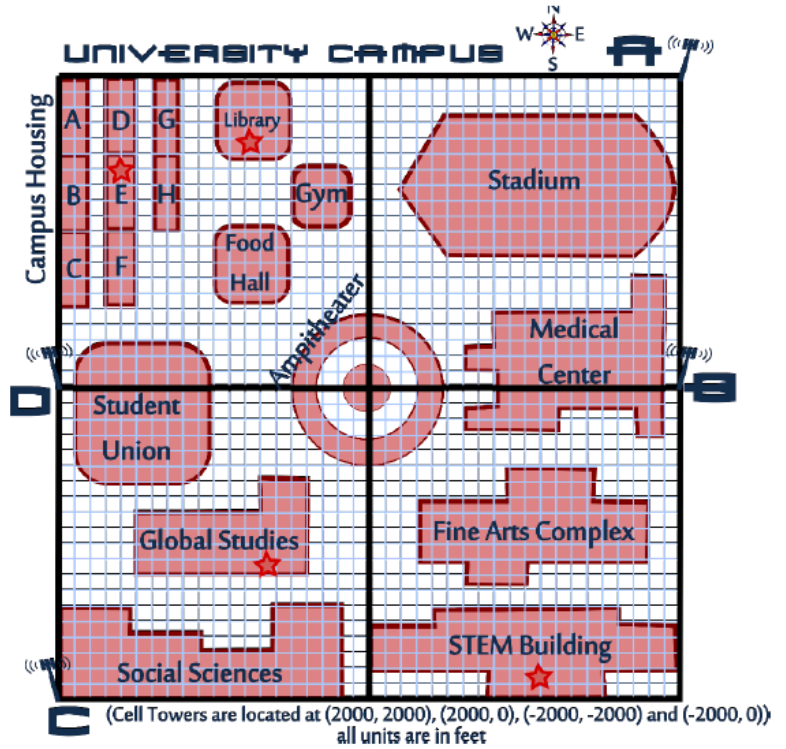 N
W E
S
UNIVERSITY CAMPUS
A
Campus Housing
A D G
Library
B E H
Gym
Stadium
C F
Food
Hall
Ampitheater
Medical
Center
D
B
Student
Union
Global Studies
Fine Arts Complex
STEM Building
Social Sciences
C
(Cell Towers are located at (2000, 2000), (2000, 0), (-2000, -2000) and (-2000, 0))
all units are in feet